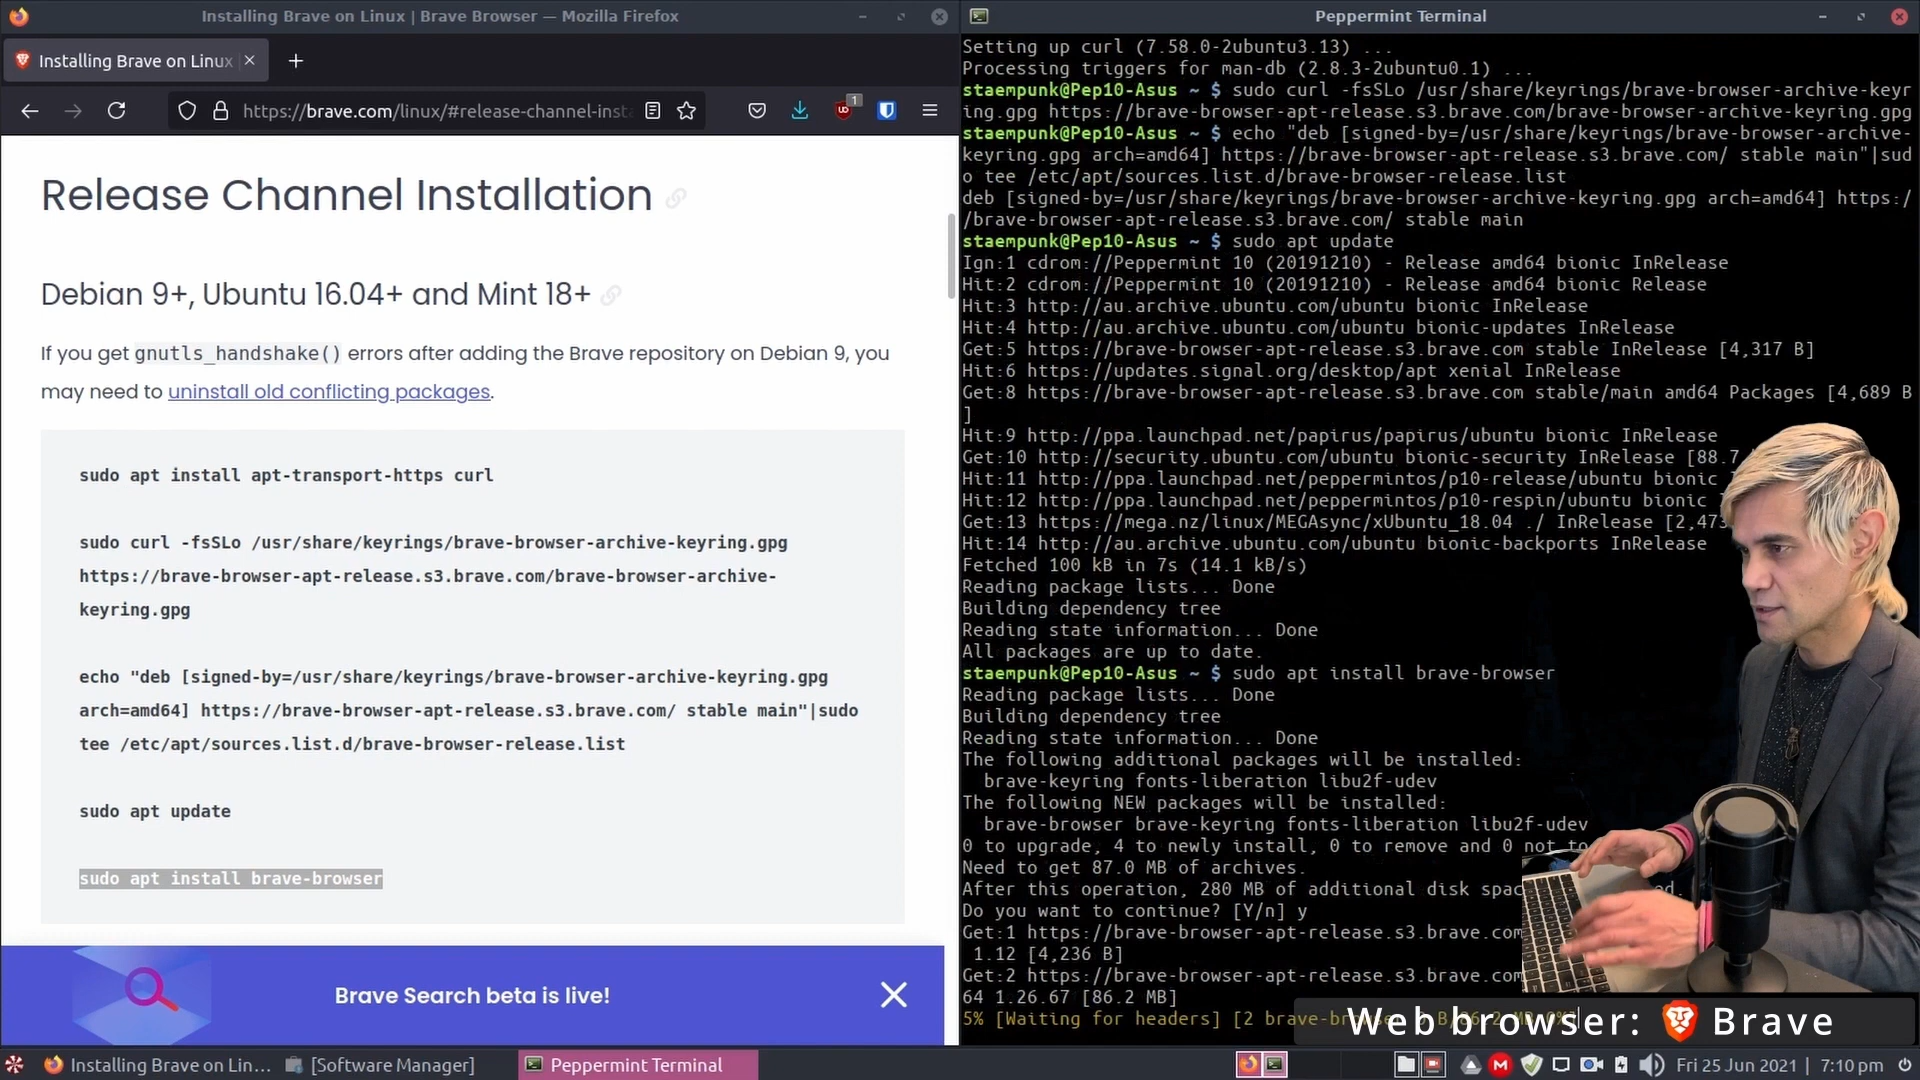 Installing Brave on Linux | Brave Browser — Mozilla Firefox
Installing Brave on Linux
https://brave.com/linux/#release-channel-insta
1
Release Channel Installation
Debian 9+, Ubuntu 16.04+ and Mint 18+
If you get gnutls_handshake() errors after adding the Brave repository on Debian 9, you
may need to uninstall old conflicting packages.
sudo apt install apt-transport-https curl
sudo curl -fsSLo /usr/share/keyrings/brave-browser-archive-keyring.gpg
https://brave-browser-apt-release.s3.brave.com/brave-browser-archive-
keyring.gpg
echo "deb [signed-by=/usr/share/keyrings/brave-browser-archive-keyring.gpg
arch=amd64] https://brave-browser-apt-release.s3.brave.com/ stable main"|sudo
tee /etc/apt/sources.list.d/brave-browser-release.list
sudo apt update
sudo apt install brave-browser
Brave Search beta is live!
Peppermint Terminal
Setting up curl (7.58.0-2ubuntu3.13) ...
Processing triggers for man-db (2.8.3-2ubuntu0.1) ...
staempunk@Pep10-Asus ~ $ sudo curl -fsSLo /usr/share/keyrings/brave-browser-archive-keyr
ing.gpg https://brave-browser-apt-release.s3.brave.com/brave-browser-archive-keyring.gpg
staempunk@Pep10-Asus ~ $ echo "deb [signed-by=/usr/share/keyrings/brave-browser-archive-
keyring.gpg arch=amd64] https://brave-browser-apt-release.s3.brave.com/ stable main"|sud
o tee /etc/apt/sources.list.d/brave-browser-release.list
deb [signed-by=/usr/share/keyrings/brave-browser-archive-keyring.gpg arch=amd64] https:/
/brave-browser-apt-release.s3.brave.com/ stable main
staempunk@Pep10-Asus ~ $ sudo apt update
Ign:1 cdrom://Peppermint 10 (20191210) - Release amd64 bionic InRelease
Hit:2 cdrom://Peppermint 10 (20191210) - Release amd64 bionic Release
Hit:3 http://au.archive.ubuntu.com/ubuntu bionic InRelease
Hit:4 http://au.archive.ubuntu.com/ubuntu bionic-updates InRelease
Get:5 https://brave-browser-apt-release.s3.brave.com stable InRelease [4,317 B]
Hit:6 https://updates.signal.org/desktop/apt xenial InRelease
Get:8 https://brave-browser-apt-release.s3.brave.com stable/main amd64 Packages [4,689 B
]
Hit:9 http://ppa.launchpad.net/papirus/papirus/ubuntu bionic InRelease
Get:10 http://security.ubuntu.com/ubuntu bionic-security InRelease [88.7
Hit:11 http://ppa.launchpad.net/peppermintos/p10-release/ubuntu bionic
Hit:12 http://ppa.launchpad.net/peppermintos/p10-respin/ubuntu bionic
Get:13 https://mega.nz/linux/MEGAsync/xUbuntu_18.04 ./ InRelease [2,473
Hit:14 http://au.archive.ubuntu.com/ubuntu bionic-backports InRelease
Fetched 100 kB in 7s (14.1 kB/s)
Reading package lists... Done
Building dependency tree
Reading state information... Done
All packages are up to date.
staempunk@Pep10-Asus ~ $ sudo apt install brave-browser
Reading package lists... Done
Building dependency tree
Reading state information... Done
The following additional packages will be installed:
brave-keyring fonts-liberation libu2f-udev
The following NEW packages will be installed:
brave-browser brave-keyring fonts-liberation libu2f-udev
0 to upgrade, 4 to newly install, 0 to remove and 0 not to
Need to get 87.0 MB of archives.
After this operation, 280 MB of additional disk spac
Do you want to continue? [Y/n] y
Get:1 https://brave-browser-apt-release.s3.brave.com
1.12 [4,236 B]
Get:2 https://brave-browser-apt-release.s3.brave.com
64 1.26.67 [86.2 MB]
5% [Waiting for headers] [2 brave-browser
Web browser: Brave
Installing Brave on Lin...
[Software Manager]
Peppermint Terminal
Fri 25 Jun 2021 | 7:10 pm